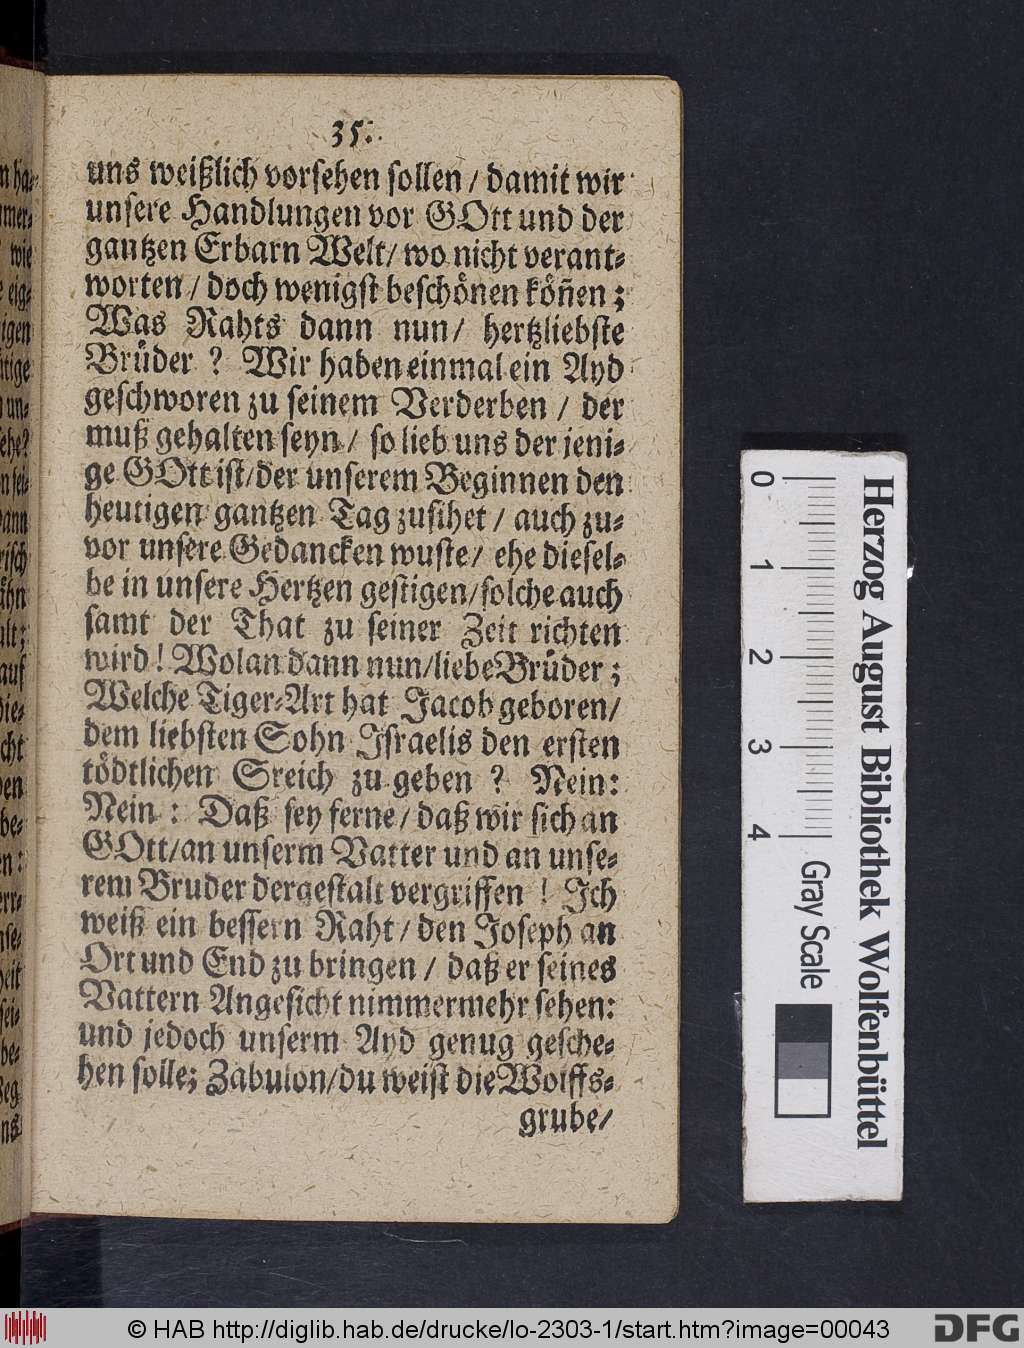 35.
uns weißlich vorsehen sollen / damit wir
unsere Handlungen vor GOtt und der
gantzen Erbarn Welt / wo nicht verant-
worten / doch wenigst beschönen köñen;
Was Rahts dann nun / hertzliebste
Brüder ? Wir haben einmal ein Ayd
geschworen zu seinem Verderben / der
muß gehalten seyn / so lieb uns der jeni-
ge GOtt ist / der unserem Beginnen den
heutigen gantzen Tag zusihet / auch zu-
vor unsere Gedancken wuste / ehe diesel-
be in unsere Hertzen gestigen / solche auch
samt der That zu seiner Zeit richten
wird ! Wolan dann nun / liebe Brüder ;
Welche Tiger-Art hat Jacob geboren /
dem liebsten Sohn Israelis den ersten
tödtlichen Sreich zu geben ? Nein:
Nein : Daß sey ferne / daß wir sich an
GOtt / an unserm Vatter und an unse-
rem Bruder dergestalt vergriffen ! Ich
weiß ein bessern Raht / den Joseph an
Ort und End zu bringen / daß er seines
Vattern Angesicht nimmermehr sehen:
und jedoch unserm Ayd genug gesche-
hen solle; Zabulon / du weist die Wolffs-
grube /
0 1 2 3 4
Gray Scale
Herzog August Bibliothek Wolfenbüttel
© HAB http://diglib.hab.de/drucke/lo-2303-1/start.htm?image=00043
DFG